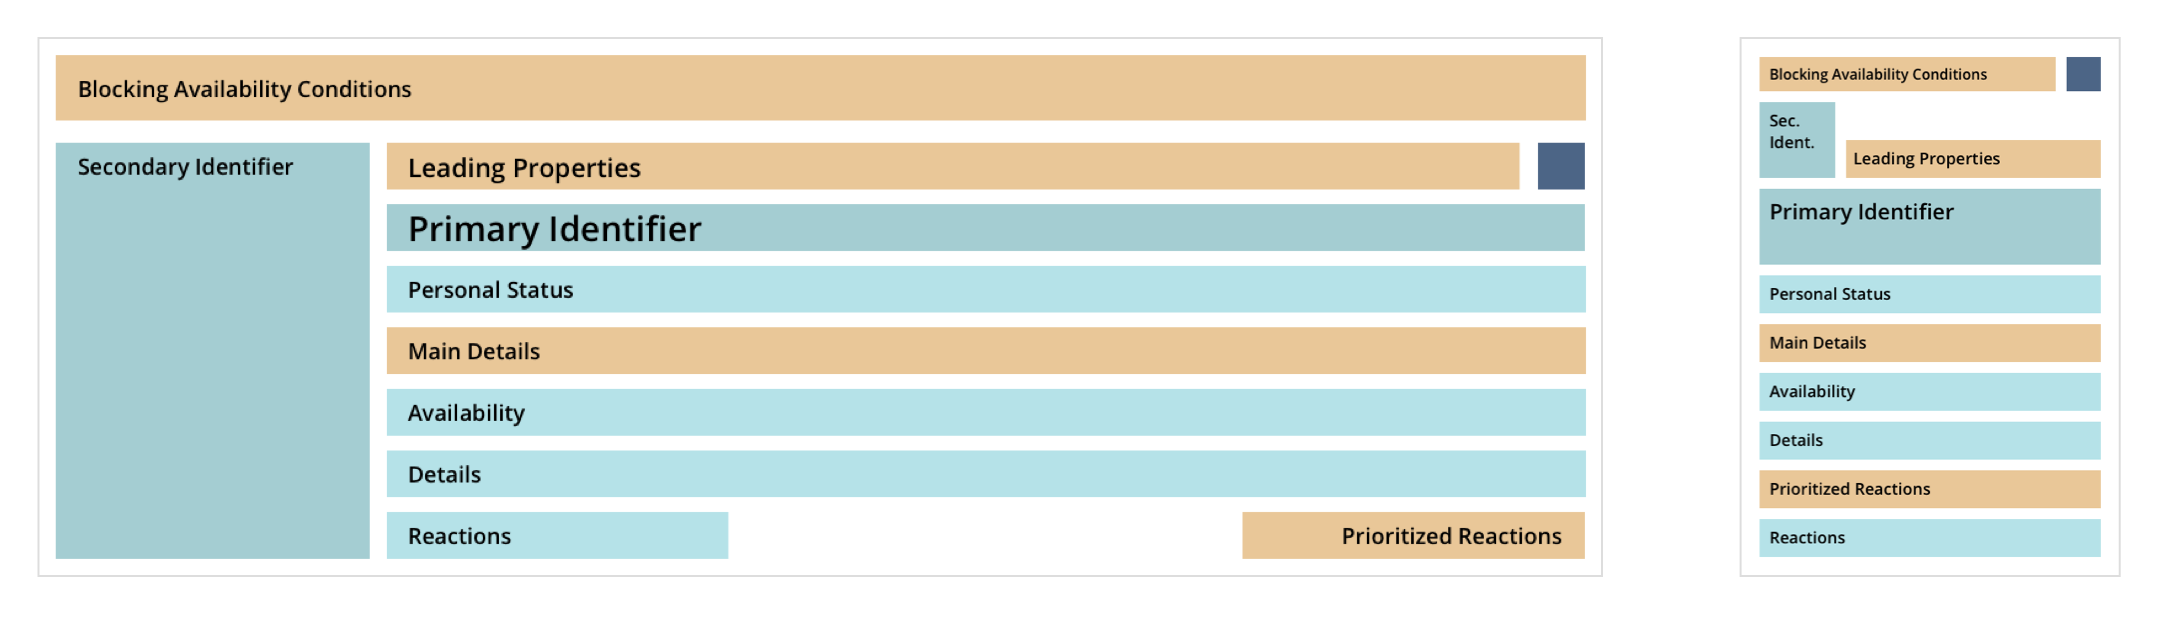 Blocking Availability Conditions
Secondary Identifier
Leading Properties
Primary Identifier
Personal Status
Main Details
Availability
Details
Reactions
Prioritized Reactions
Blocking Availability Conditions
Sec.
Ident.
Leading Properties
Primary Identifier
Personal Status
Main Details
Availability
Details
Prioritized Reactions
Reactions